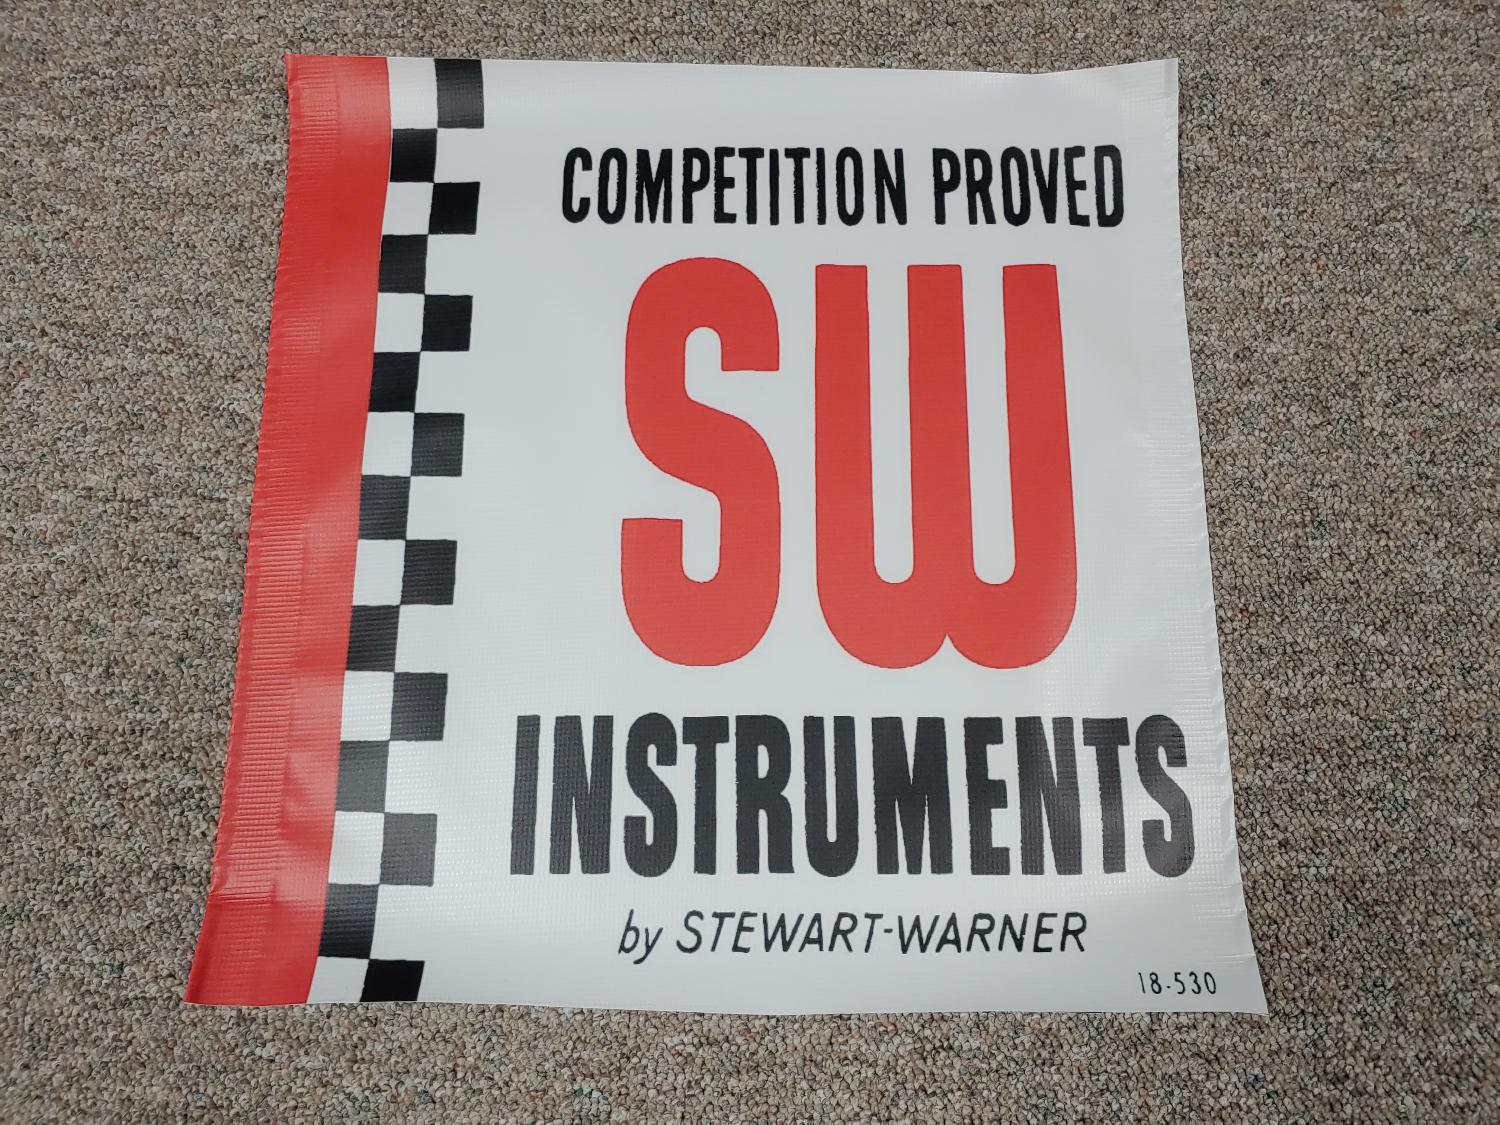 COMPETITION PROVED
SW
INSTRUMENTS
by STEWART-WARNER
18-530